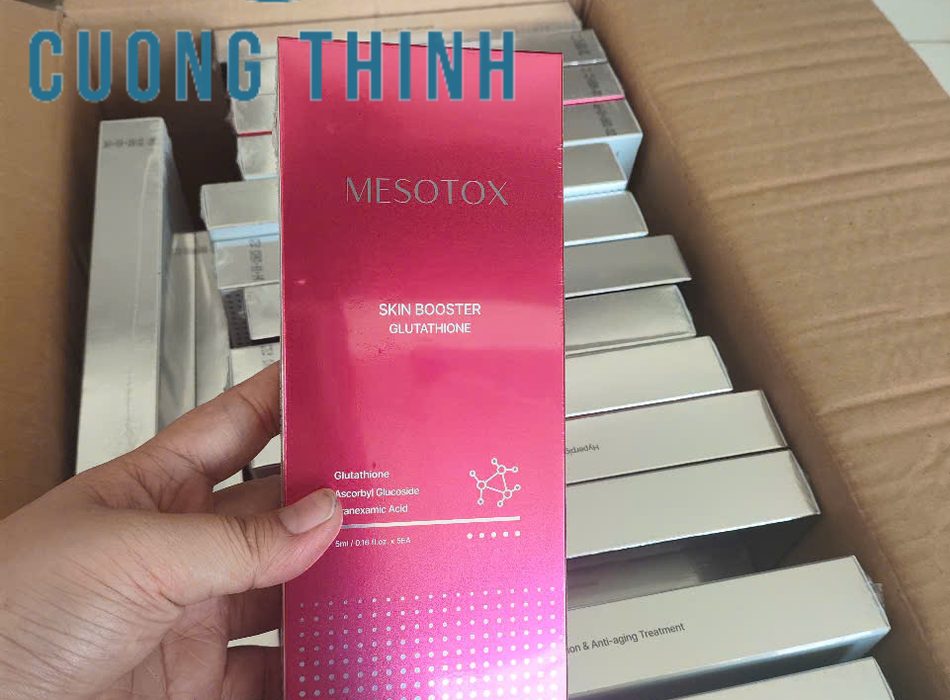 CUONG THINH
MESOTOX
SKIN BOOSTER
GLUTATHIONE
Glutathione
Ascorbyl Glucoside
Tranexamic Acid
5ml / 0.16 fl.oz. x 5EA
& Anti-aging Treatment